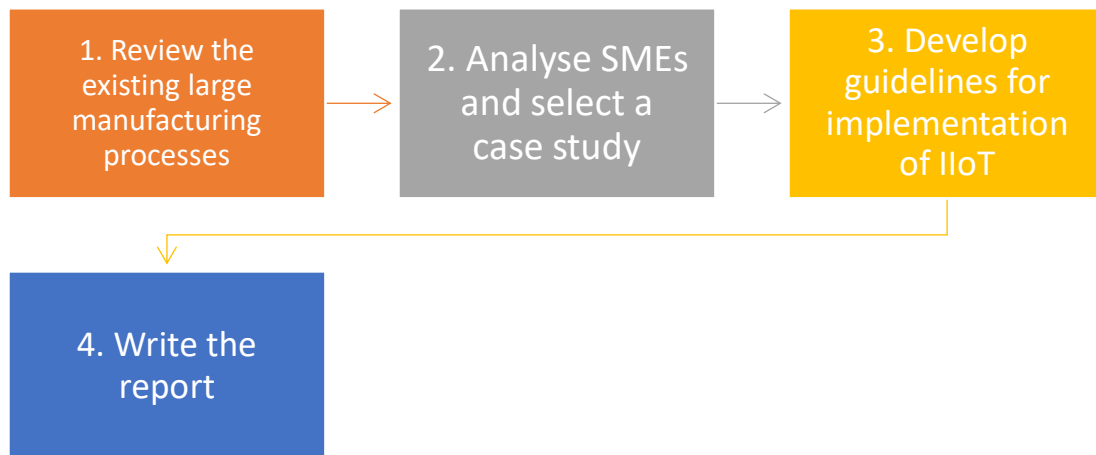 1. Review the
existing large
manufacturing
processes
2. Analyse SMEs
and select a
case study
3. Develop
guidelines for
implementation
of IIoT
4. Write the
report